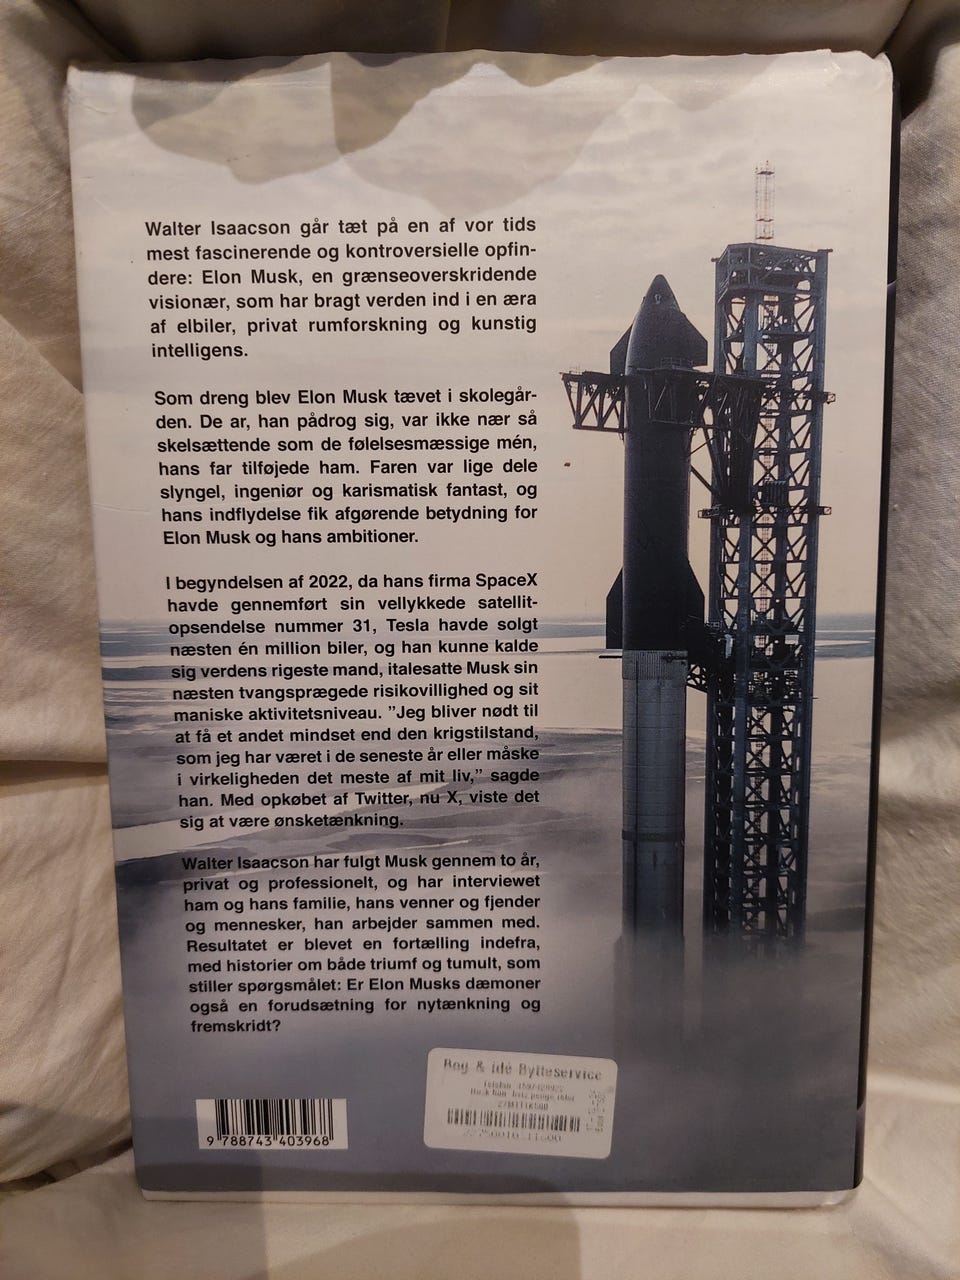 Walter Isaacson går tæt på en af vor tids
mest fascinerende og kontroversielle opfin-
dere: Elon Musk, en grænseoverskridende
visionær, som har bragt verden ind i en æra
af elbiler, privat rumforskning og kunstig
intelligens.
Som dreng blev Elon Musk tævet i skolegår-
den. De ar, han pådrog sig, var ikke nær så
skelsættende som de følelsesmæssige mén,
hans far tilføjede ham. Faren var lige dele
slyngel, ingeniør og karismatisk fantast, og
hans indflydelse fik afgørende betydning for
Elon Musk og hans ambitioner.
I begyndelsen af 2022, da hans firma SpaceX
havde gennemført sin vellykkede satellit-
opsendelse nummer 31, Tesla havde solgt
næsten én million biler, og han kunne kalde
sig verdens rigeste mand, italesatte Musk sin
næsten tvangsprægede risikovillighed og sit
maniske aktivitetsniveau. ”Jeg bliver nødt til
at få et andet mindset end den krigstilstand,
som jeg har været i de seneste år eller måske
i virkeligheden det meste af mit liv,” sagde
han. Med opkøbet af Twitter, nu X, viste det
sig at være ønsketænkning.
Walter Isaacson har fulgt Musk gennem to år,
privat og professionelt, og har interviewet
ham og hans familie, hans venner og fjender
og mennesker, han arbejder sammen med.
Resultatet er blevet en fortælling indefra,
med historier om både triumf og tumult, som
stiller spørgsmålet: Er Elon Musks dæmoner
også en forudsætning for nytænkning og
fremskridt?
Bog & idé Bytteservice
9 788743 403968